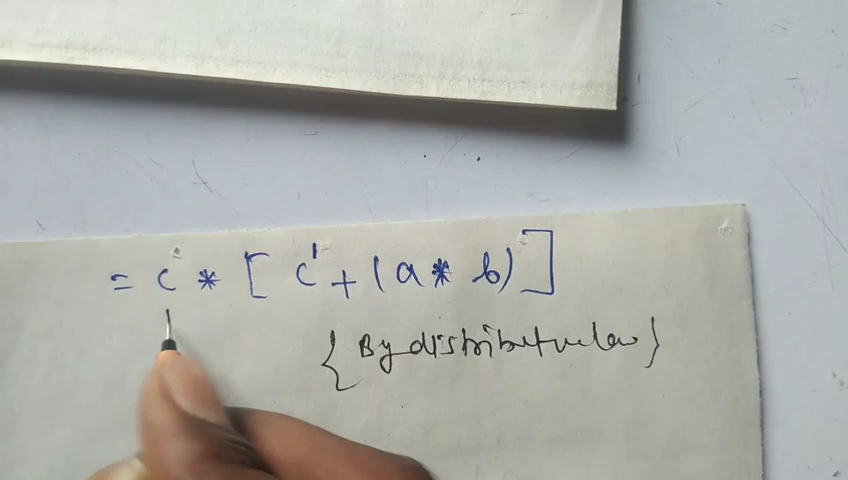 = c * [ c' + (a * b) ]
{ By distributive law }